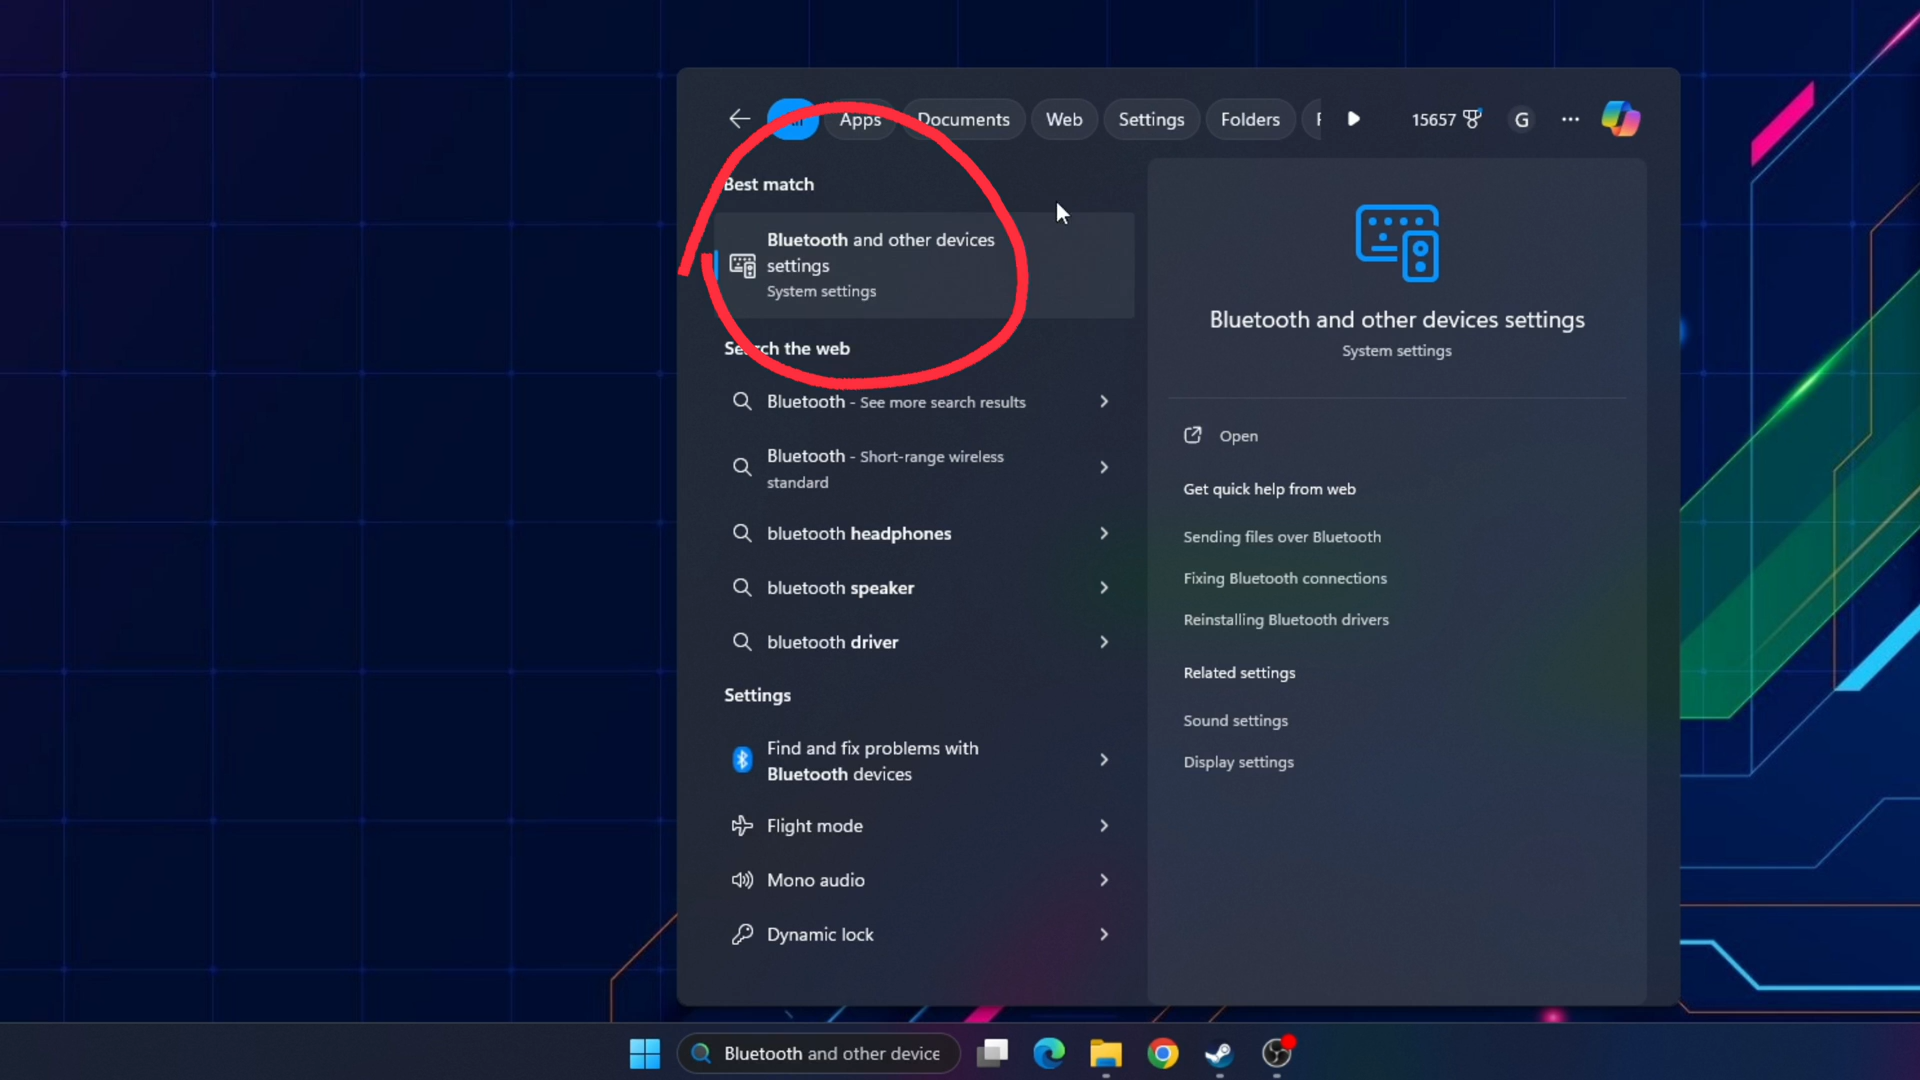 Apps
Documents
Web
Settings
Folders
15657
G
Best match
Bluetooth and other devices
settings
System settings
Search the web
Bluetooth - See more search results
Bluetooth - Short-range wireless
standard
bluetooth headphones
bluetooth speaker
bluetooth driver
Settings
Find and fix problems with
Bluetooth devices
Flight mode
Mono audio
Dynamic lock
Bluetooth and other devices settings
System settings
Open
Get quick help from web
Sending files over Bluetooth
Fixing Bluetooth connections
Reinstalling Bluetooth drivers
Related settings
Sound settings
Display settings
Bluetooth and other device